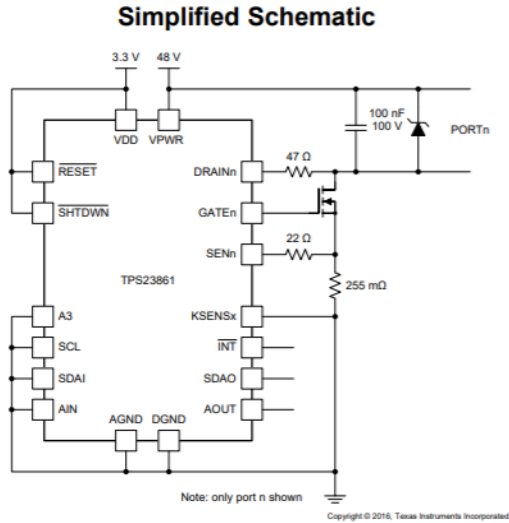 Simplified Schematic
3.3 V
48 V
VDD
VPWR
100 nF
100 V
PORTn
RESET
DRAINn
47 Ω
SHTDWN
GATEn
SENn
22 Ω
TPS23861
255 mΩ
A3
KSENSx
SCL
INT
SDAI
SDAO
AIN
AOUT
AGND
DGND
Note: only port n shown
Copyright © 2016, Texas Instruments Incorporated